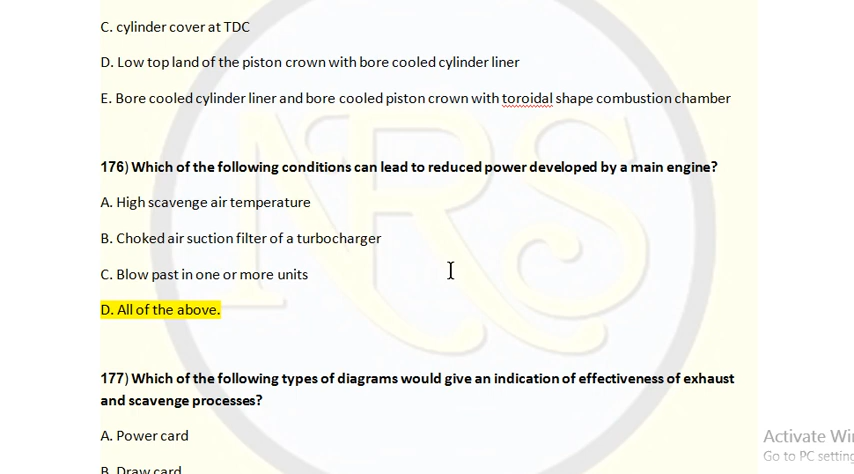 C. cylinder cover at TDC
D. Low top land of the piston crown with bore cooled cylinder liner
E. Bore cooled cylinder liner and bore cooled piston crown with toroidal shape combustion chamber
176) Which of the following conditions can lead to reduced power developed by a main engine?
A. High scavenge air temperature
B. Choked air suction filter of a turbocharger
C. Blow past in one or more units
D. All of the above.
177) Which of the following types of diagrams would give an indication of effectiveness of exhaust
and scavenge processes?
A. Power card
B. Draw card
NRS
Activate Wi
Go to PC setting